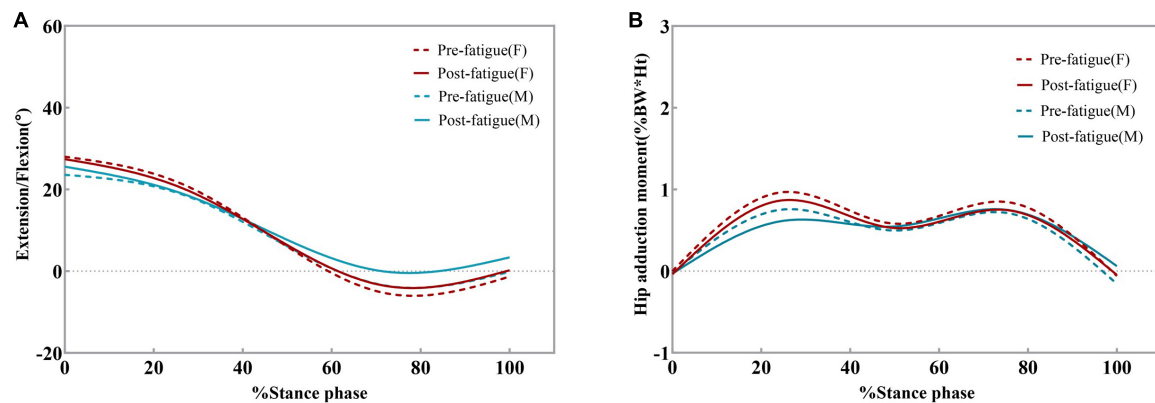 A
Extension/Flexion(°)
60
40
20
0
-20
Pre-fatigue(F)
Post-fatigue(F)
Pre-fatigue(M)
Post-fatigue(M)
0 20 40 60 80 100
%Stance phase
B
Hip adduction moment(%BW*Ht)
3
2
1
0
-1
Pre-fatigue(F)
Post-fatigue(F)
Pre-fatigue(M)
Post-fatigue(M)
0 20 40 60 80 100
%Stance phase